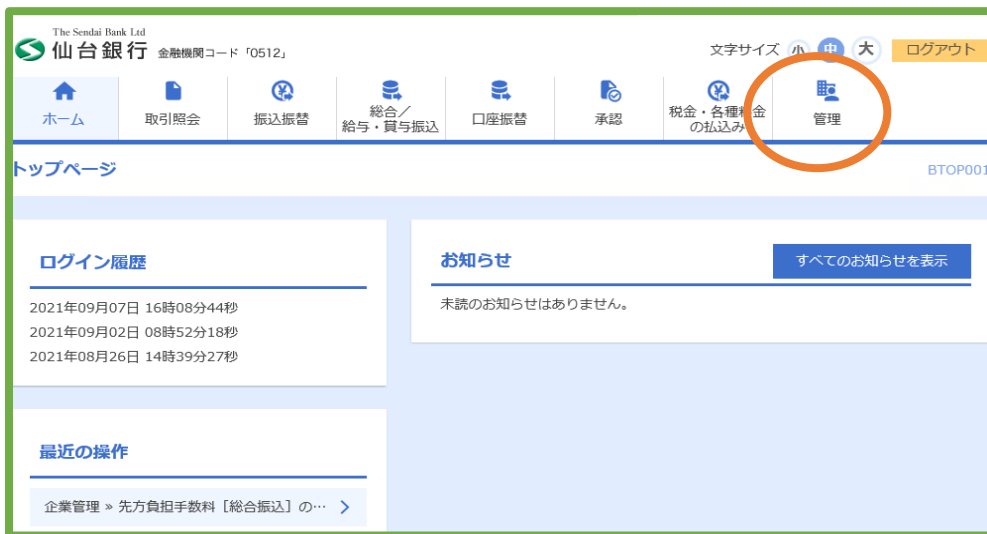 The Sendai Bank Ltd
仙台銀行 金融機関コード「0512」
文字サイズ 小 中 大 ログアウト
ホーム
取引照会
振込振替
総合／
給与・賞与振込
口座振替
承認
税金・各種料金
の払込み
管理
トップページ
BTOP001
ログイン履歴
2021年09月07日 16時08分44秒
2021年09月02日 08時52分18秒
2021年08月26日 14時39分27秒
お知らせ
すべてのお知らせを表示
未読のお知らせはありません。
最近の操作
企業管理 » 先方負担手数料［総合振込］の…